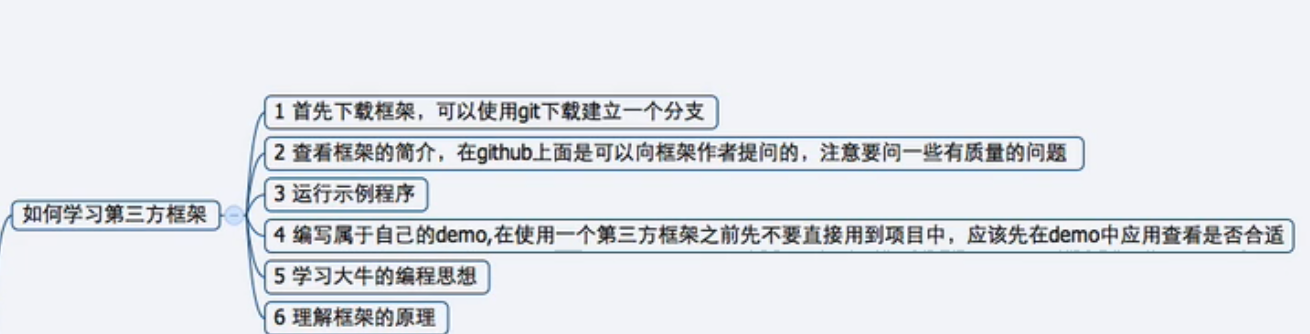 如何学习第三方框架
1 首先下载框架，可以使用git下载建立一个分支
2 查看框架的简介，在github上面是可以向框架作者提问的，注意要问一些有质量的问题
3 运行示例程序
4 编写属于自己的demo,在使用一个第三方框架之前先不要直接用到项目中，应该先在demo中应用查看是否合适
5 学习大牛的编程思想
6 理解框架的原理